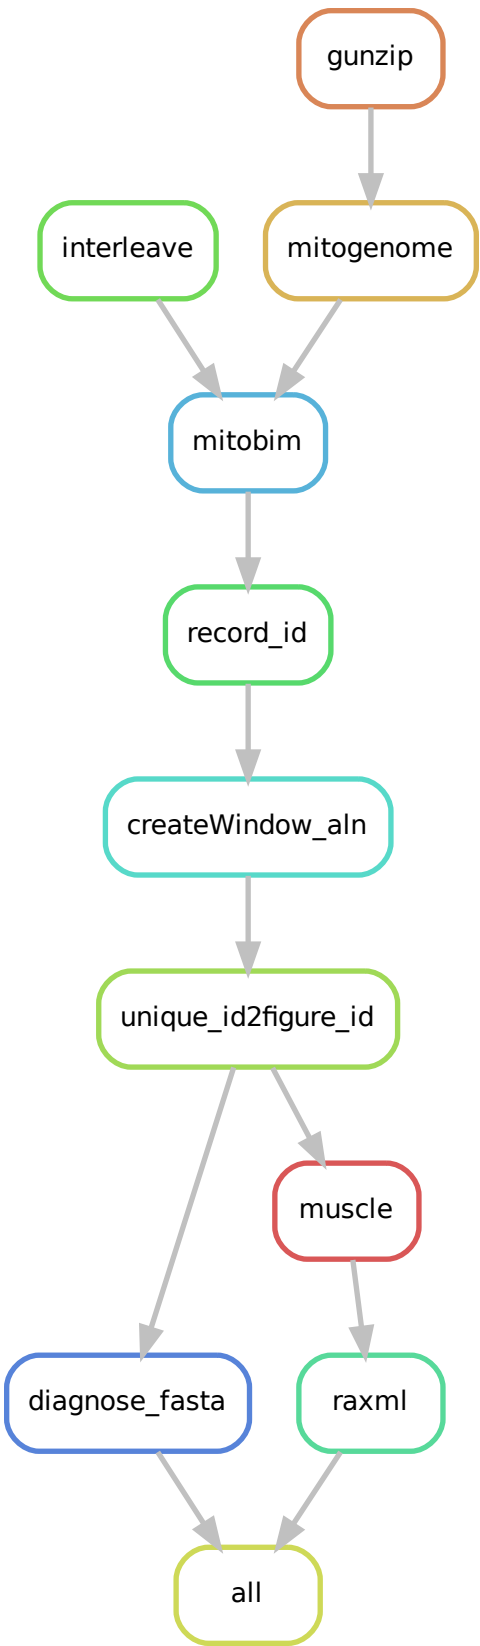 gunzip
interleave
mitogenome
mitobim
record_id
createWindow_aln
unique_id2figure_id
muscle
diagnose_fasta
raxml
all